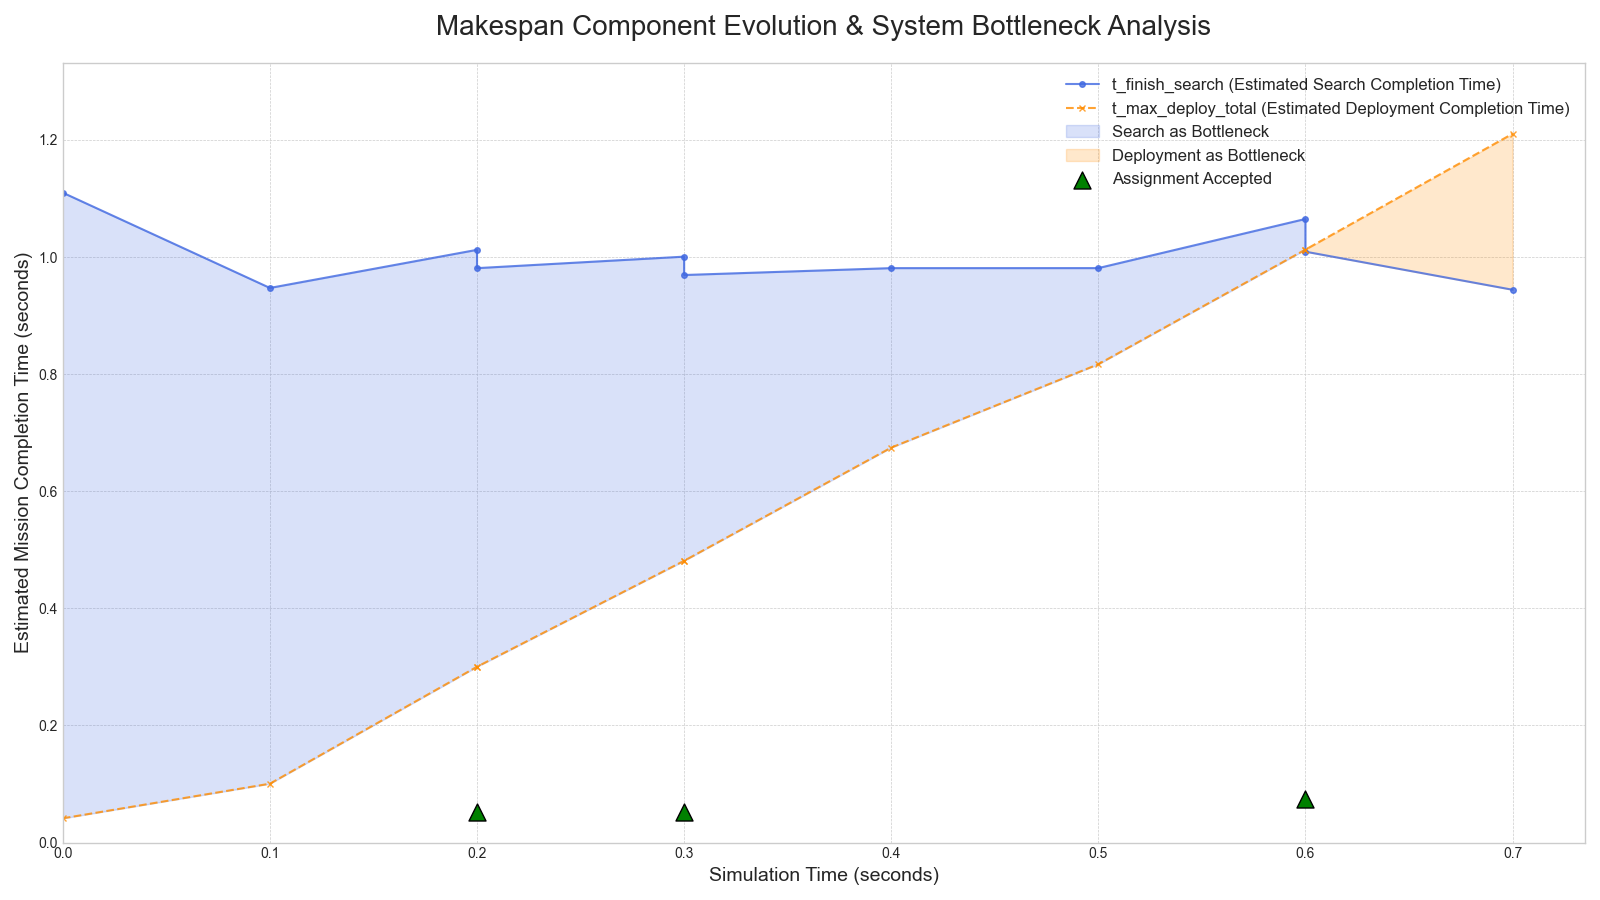 Makespan Component Evolution & System Bottleneck Analysis
t_finish_search (Estimated Search Completion Time)
t_max_deploy_total (Estimated Deployment Completion Time)
Search as Bottleneck
Deployment as Bottleneck
Assignment Accepted
Estimated Mission Completion Time (seconds)
1.2
1.0
0.8
0.6
0.4
0.2
0.0
0.0 0.1 0.2 0.3 0.4 0.5 0.6 0.7
Simulation Time (seconds)